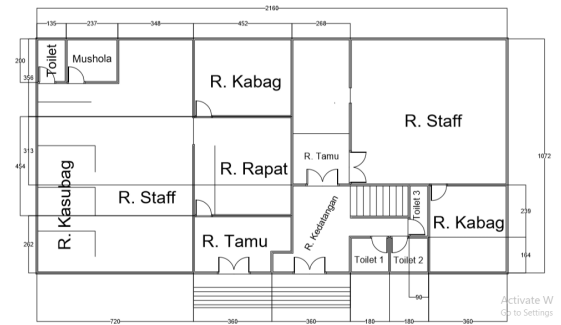 2160
135
237
348
452
268
Toilet
Mushola
200
356
R. Kabag
R. Staff
R. Tamu
1072
313
454
R. Rapat
R. Kasubag
R. Staff
R. Kedatangan
Toilet 3
R. Kabag
239
R. Tamu
262
Toilet 1
Toilet 2
164
90
720
360
360
180
180
360
Activate W
Go to Settings